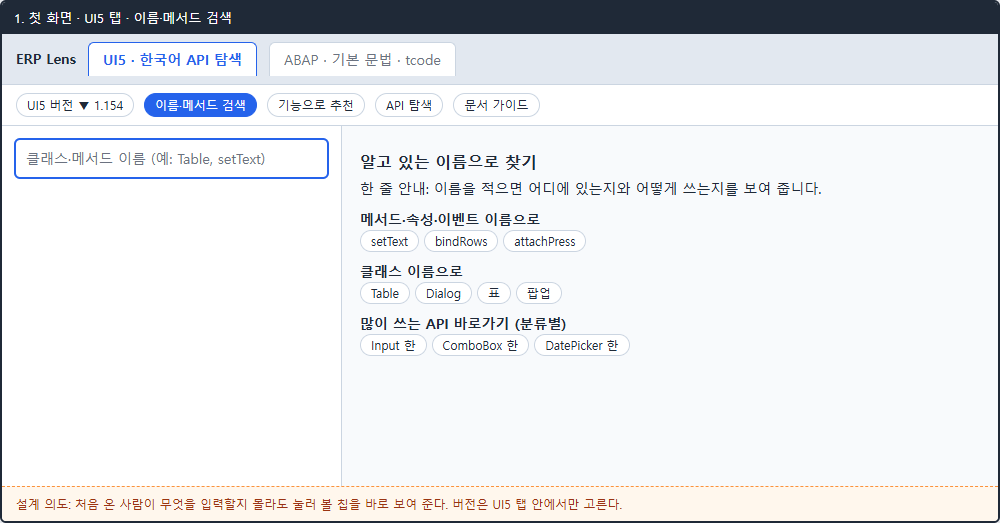 1. 첫 화면 · UI5 탭 · 이름·메서드 검색
ERP Lens UI5 · 한국어 API 탐색 ABAP · 기본 문법 · tcode
UI5 버전 ▼ 1.154 이름·메서드 검색 기능으로 추천 API 탐색 문서 가이드
클래스·메서드 이름 (예: Table, setText)
알고 있는 이름으로 찾기
한 줄 안내: 이름을 적으면 어디에 있는지와 어떻게 쓰는지를 보여 줍니다.
메서드·속성·이벤트 이름으로
setText bindRows attachPress
클래스 이름으로
Table Dialog 표 팝업
많이 쓰는 API 바로가기 (분류별)
Input 한 ComboBox 한 DatePicker 한
설계 의도: 처음 온 사람이 무엇을 입력할지 몰라도 눌러 볼 칩을 바로 보여 준다. 버전은 UI5 탭 안에서만 고른다.